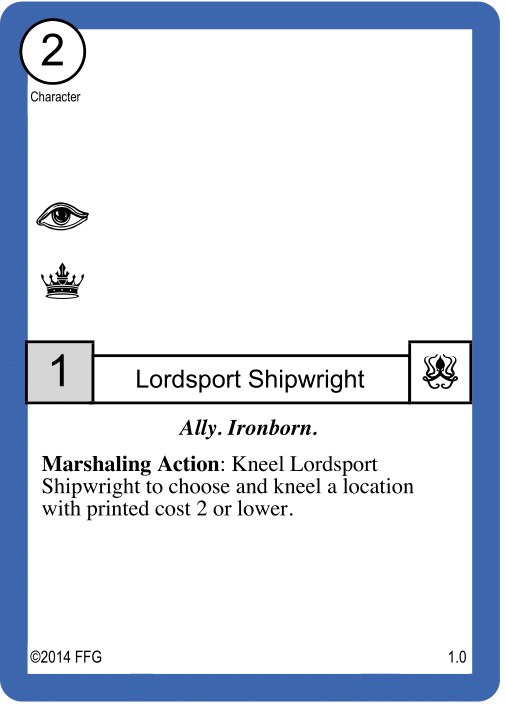 2
Character
1
Lordsport Shipwright
Ally. Ironborn.
Marshaling Action: Kneel Lordsport
Shipwright to choose and kneel a location
with printed cost 2 or lower.
©2014 FFG
1.0